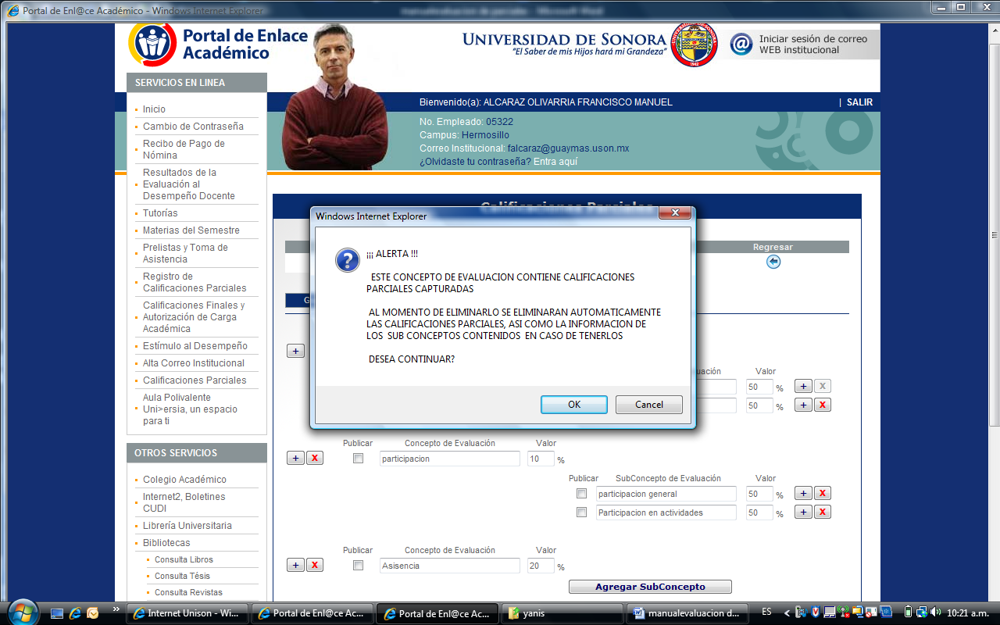 Portal de Enl@ce Académico - Windows Internet Explorer
manualevaluacion de parciales - Microsoft Word
Portal de Enlace
Académico
UNIVERSIDAD DE SONORA
"El Saber de mis Hijos hará mi Grandeza"
1942
@ Iniciar sesión de correo
WEB institucional
SERVICIOS EN LINEA
Inicio
Cambio de Contraseña
Recibo de Pago de
Nómina
Resultados de la
Evaluación al
Desempeño Docente
Tutorías
Materias del Semestre
Prelistas y Toma de
Asistencia
Registro de
Calificaciones Parciales
Calificaciones Finales y
Autorización de Carga
Académica
Estímulo al Desempeño
Alta Correo Institucional
Calificaciones Parciales
Aula Polivalente
Uni>ersia, un espacio
para ti
OTROS SERVICIOS
Colegio Académico
Internet2, Boletines
CUDI
Librería Universitaria
Bibliotecas
Consulta Libros
Consulta Tésis
Consulta Revistas
Bienvenido(a): ALCARAZ OLIVARRIA FRANCISCO MANUEL
| SALIR
No. Empleado: 05322
Campus: Hermosillo
Correo Institucional: falcaraz@guaymas.uson.mx
¿Olvidaste tu contraseña? Entra aquí
Calificaciones Parciales
Regresar
G
Windows Internet Explorer X
¡¡¡ ALERTA !!!
ESTE CONCEPTO DE EVALUACION CONTIENE CALIFICACIONES
PARCIALES CAPTURADAS
AL MOMENTO DE ELIMINARLO SE ELIMINARAN AUTOMATICAMENTE
LAS CALIFICACIONES PARCIALES, ASI COMO LA INFORMACION DE
LOS SUB CONCEPTOS CONTENIDOS EN CASO DE TENERLOS
DESEA CONTINUAR?
OK Cancel
+
uación Valor
50 % + X
50 % + X
Publicar Concepto de Evaluación Valor
+ X participacion 10 %
Publicar SubConcepto de Evaluación Valor
participacion general 50 % + X
Participacion en actividades 50 % + X
Publicar Concepto de Evaluación Valor
+ X Asisencia 20 %
Agregar SubConcepto
» Internet Unison - Wi... Portal de Enl@ce Ac... Portal de Enl@ce Ac... yanis manualevaluacion d... ES < 10:21 a.m.